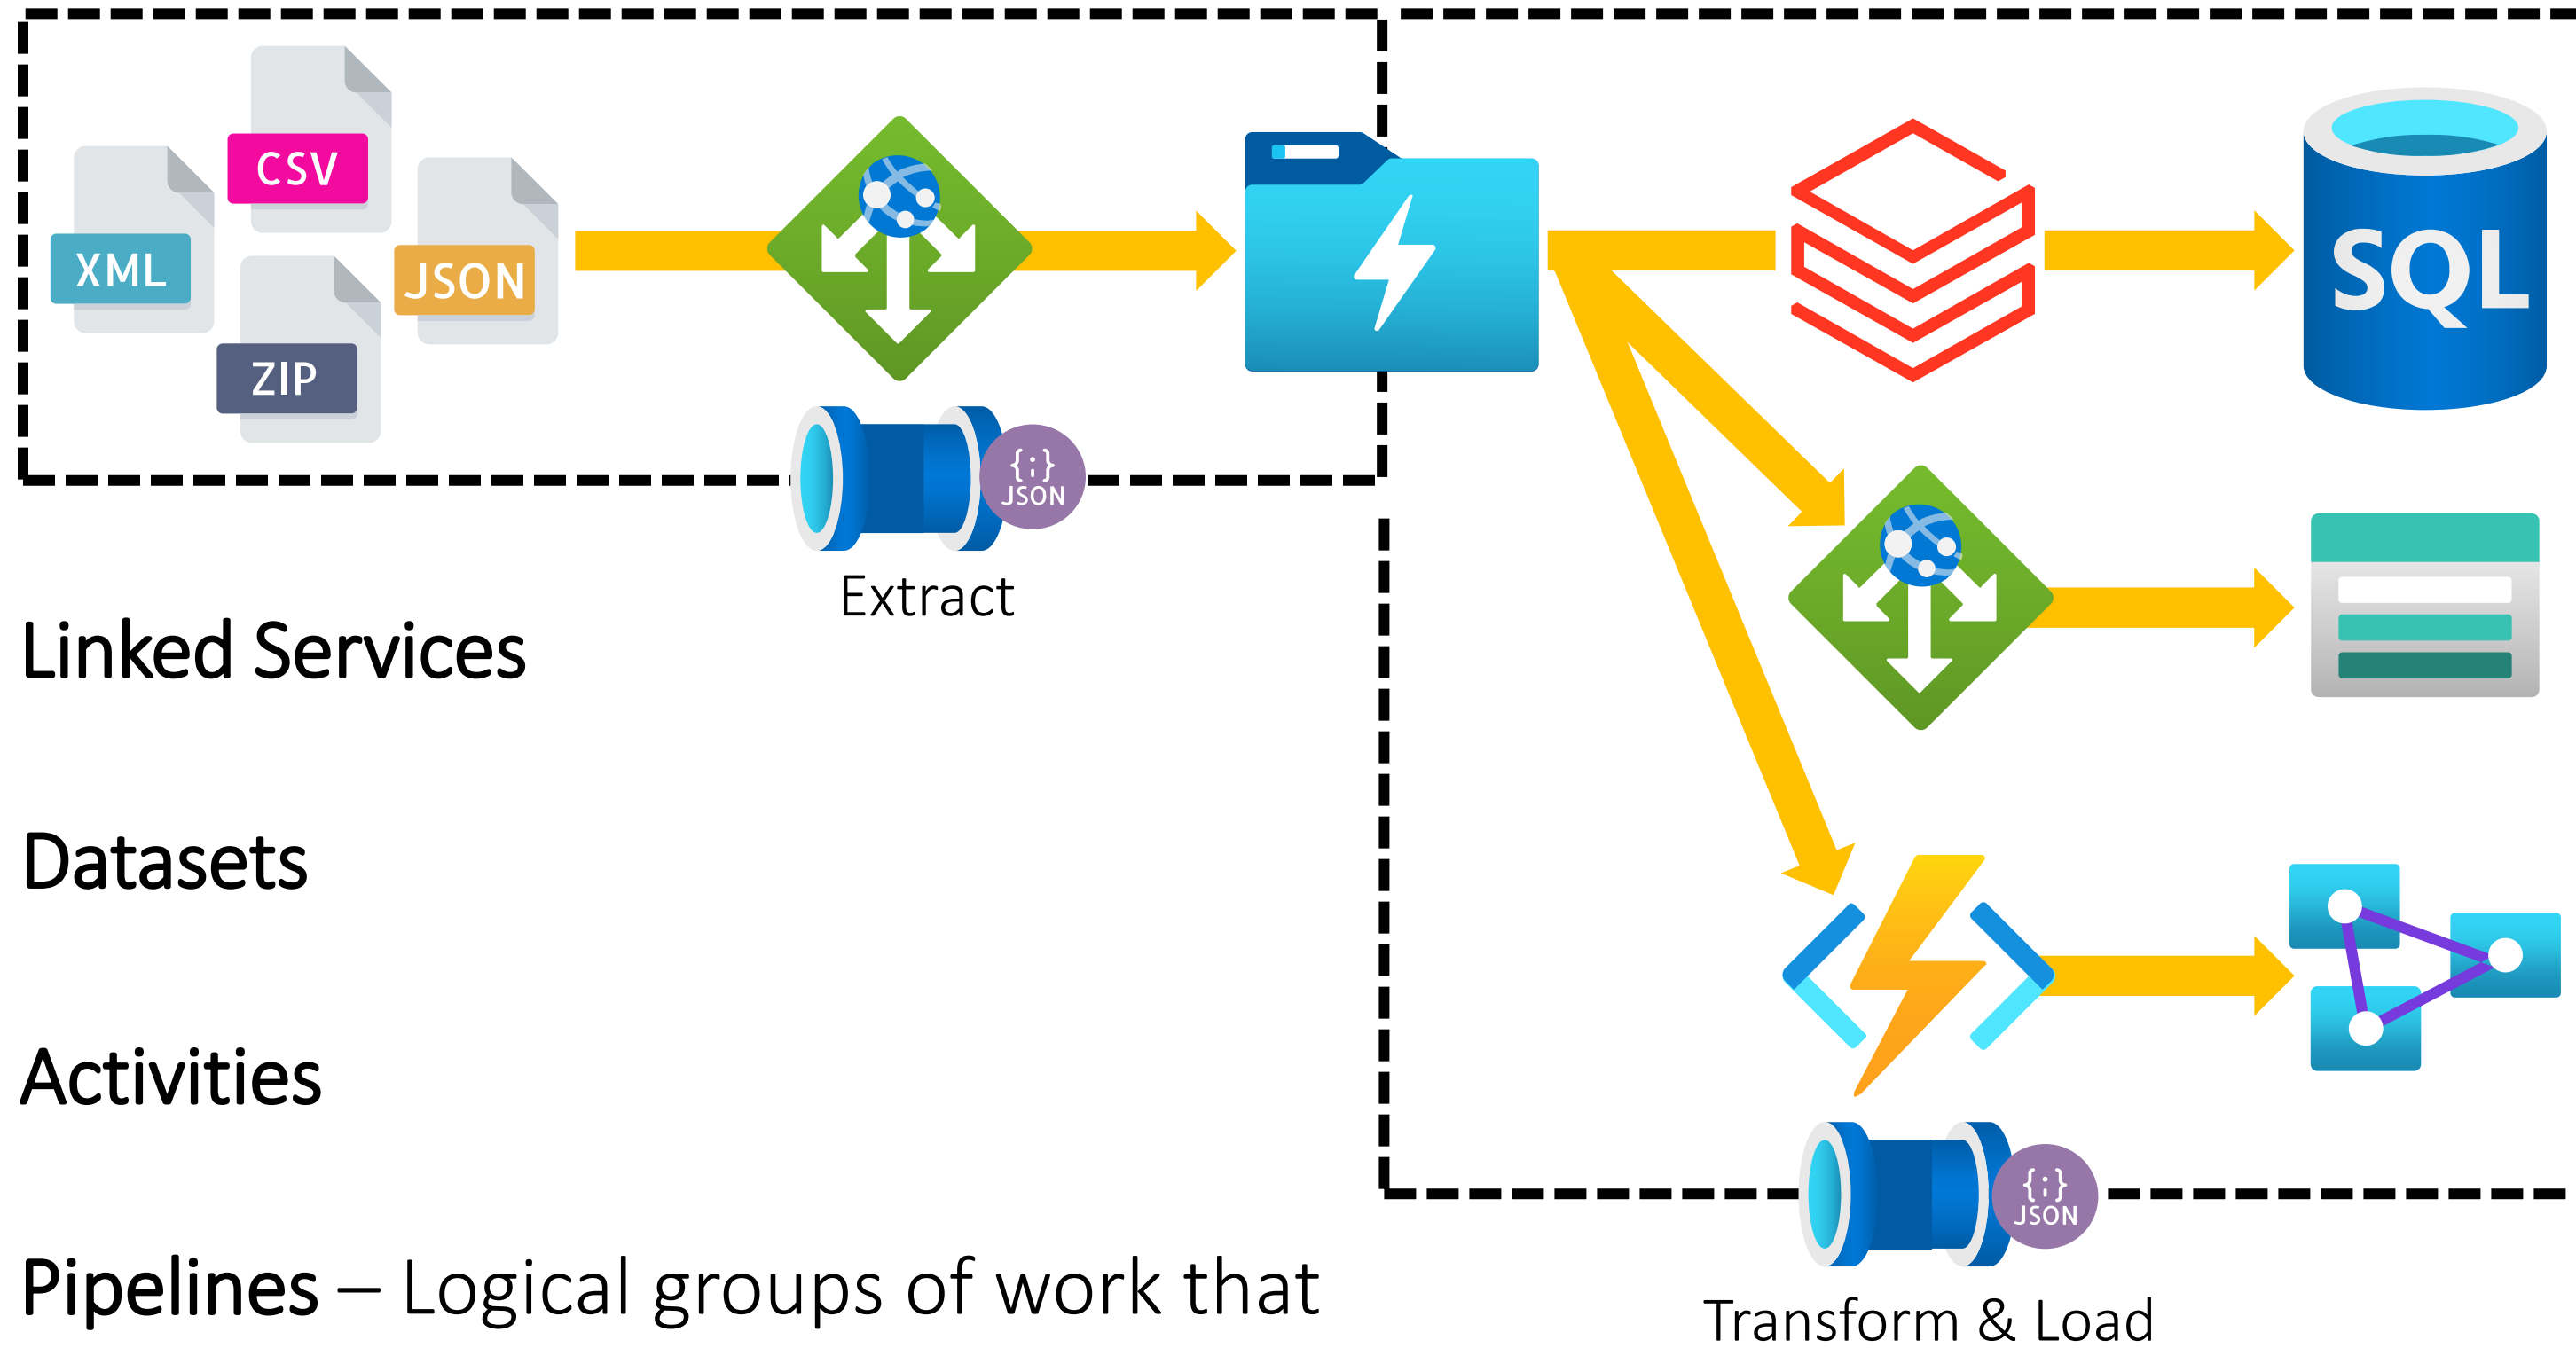 CSV
XML
JSON
ZIP
SQL
{;}
JSON
Extract
Linked Services
Datasets
Activities
{;}
JSON
Pipelines – Logical groups of work that
Transform & Load